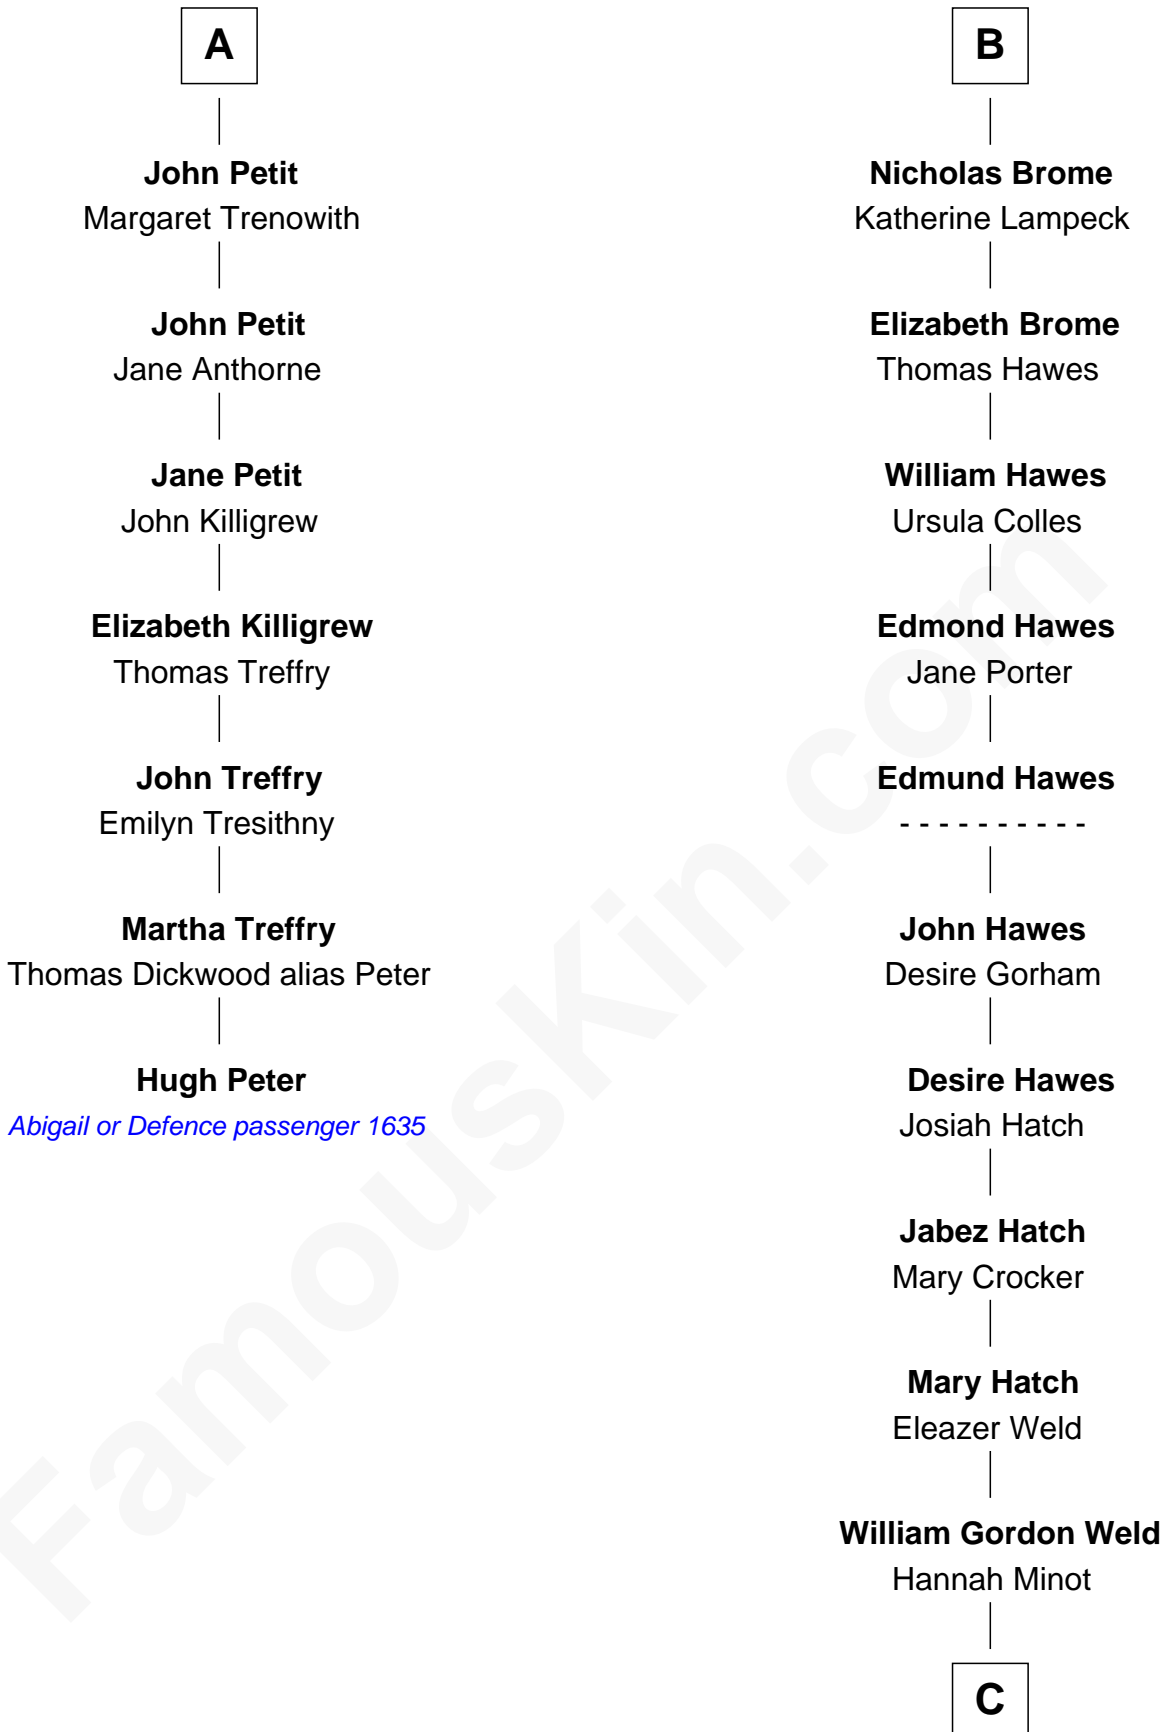 A
John Petit
Margaret Trenowith
John Petit
Jane Anthorne
Jane Petit
John Killigrew
Elizabeth Killigrew
Thomas Treffry
John Treffry
Emilyn Tresithny
Martha Treffry
Thomas Dickwood alias Peter
Hugh Peter
Abigail or Defence passenger 1635
B
Nicholas Brome
Katherine Lampeck
Elizabeth Brome
Thomas Hawes
William Hawes
Ursula Colles
Edmond Hawes
Jane Porter
Edmund Hawes
- - - - - - - - - -
John Hawes
Desire Gorham
Desire Hawes
Josiah Hatch
Jabez Hatch
Mary Crocker
Mary Hatch
Eleazer Weld
William Gordon Weld
Hannah Minot
C
FamousKin.com